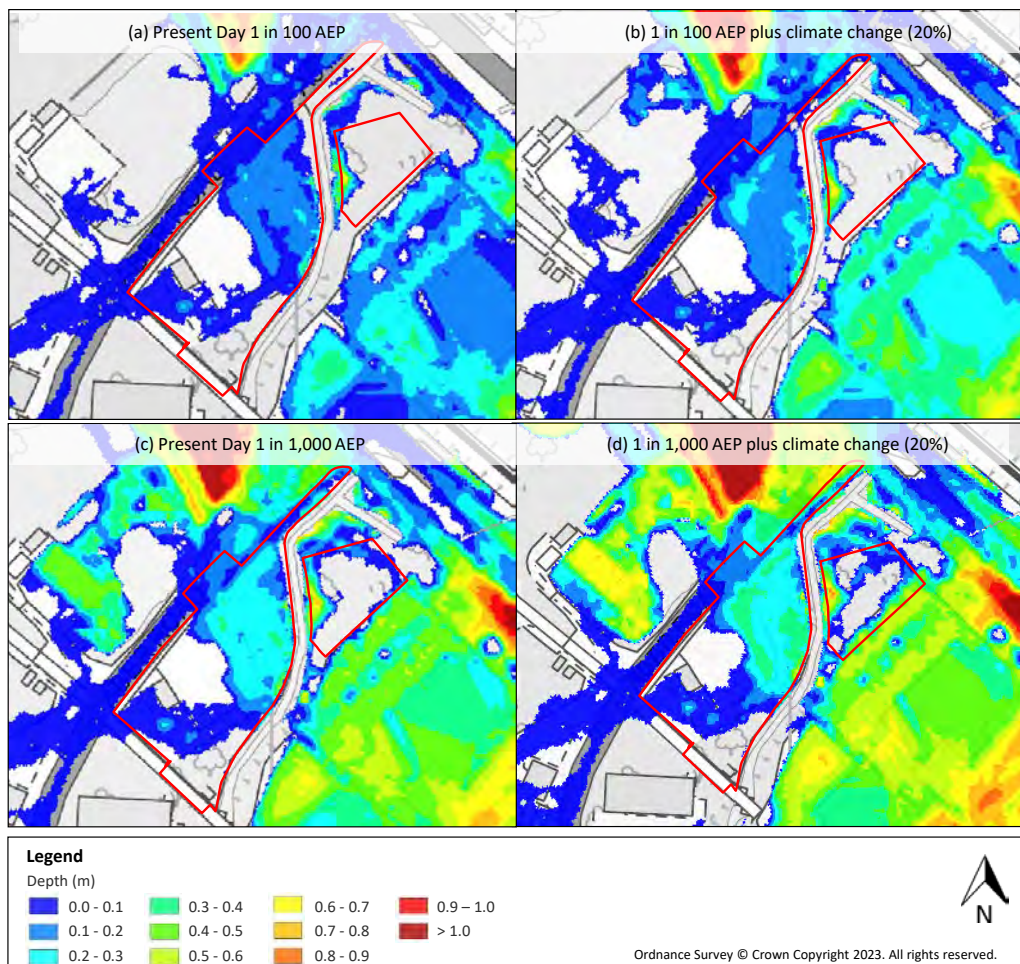 (a) Present Day 1 in 100 AEP
(b) 1 in 100 AEP plus climate change (20%)
(c) Present Day 1 in 1,000 AEP
(d) 1 in 1,000 AEP plus climate change (20%)
Legend
Depth (m)
0.0 - 0.1
0.1 - 0.2
0.2 - 0.3
0.3 - 0.4
0.4 - 0.5
0.5 - 0.6
0.6 - 0.7
0.7 - 0.8
0.8 - 0.9
0.9 – 1.0
> 1.0
N
Ordnance Survey © Crown Copyright 2023. All rights reserved.